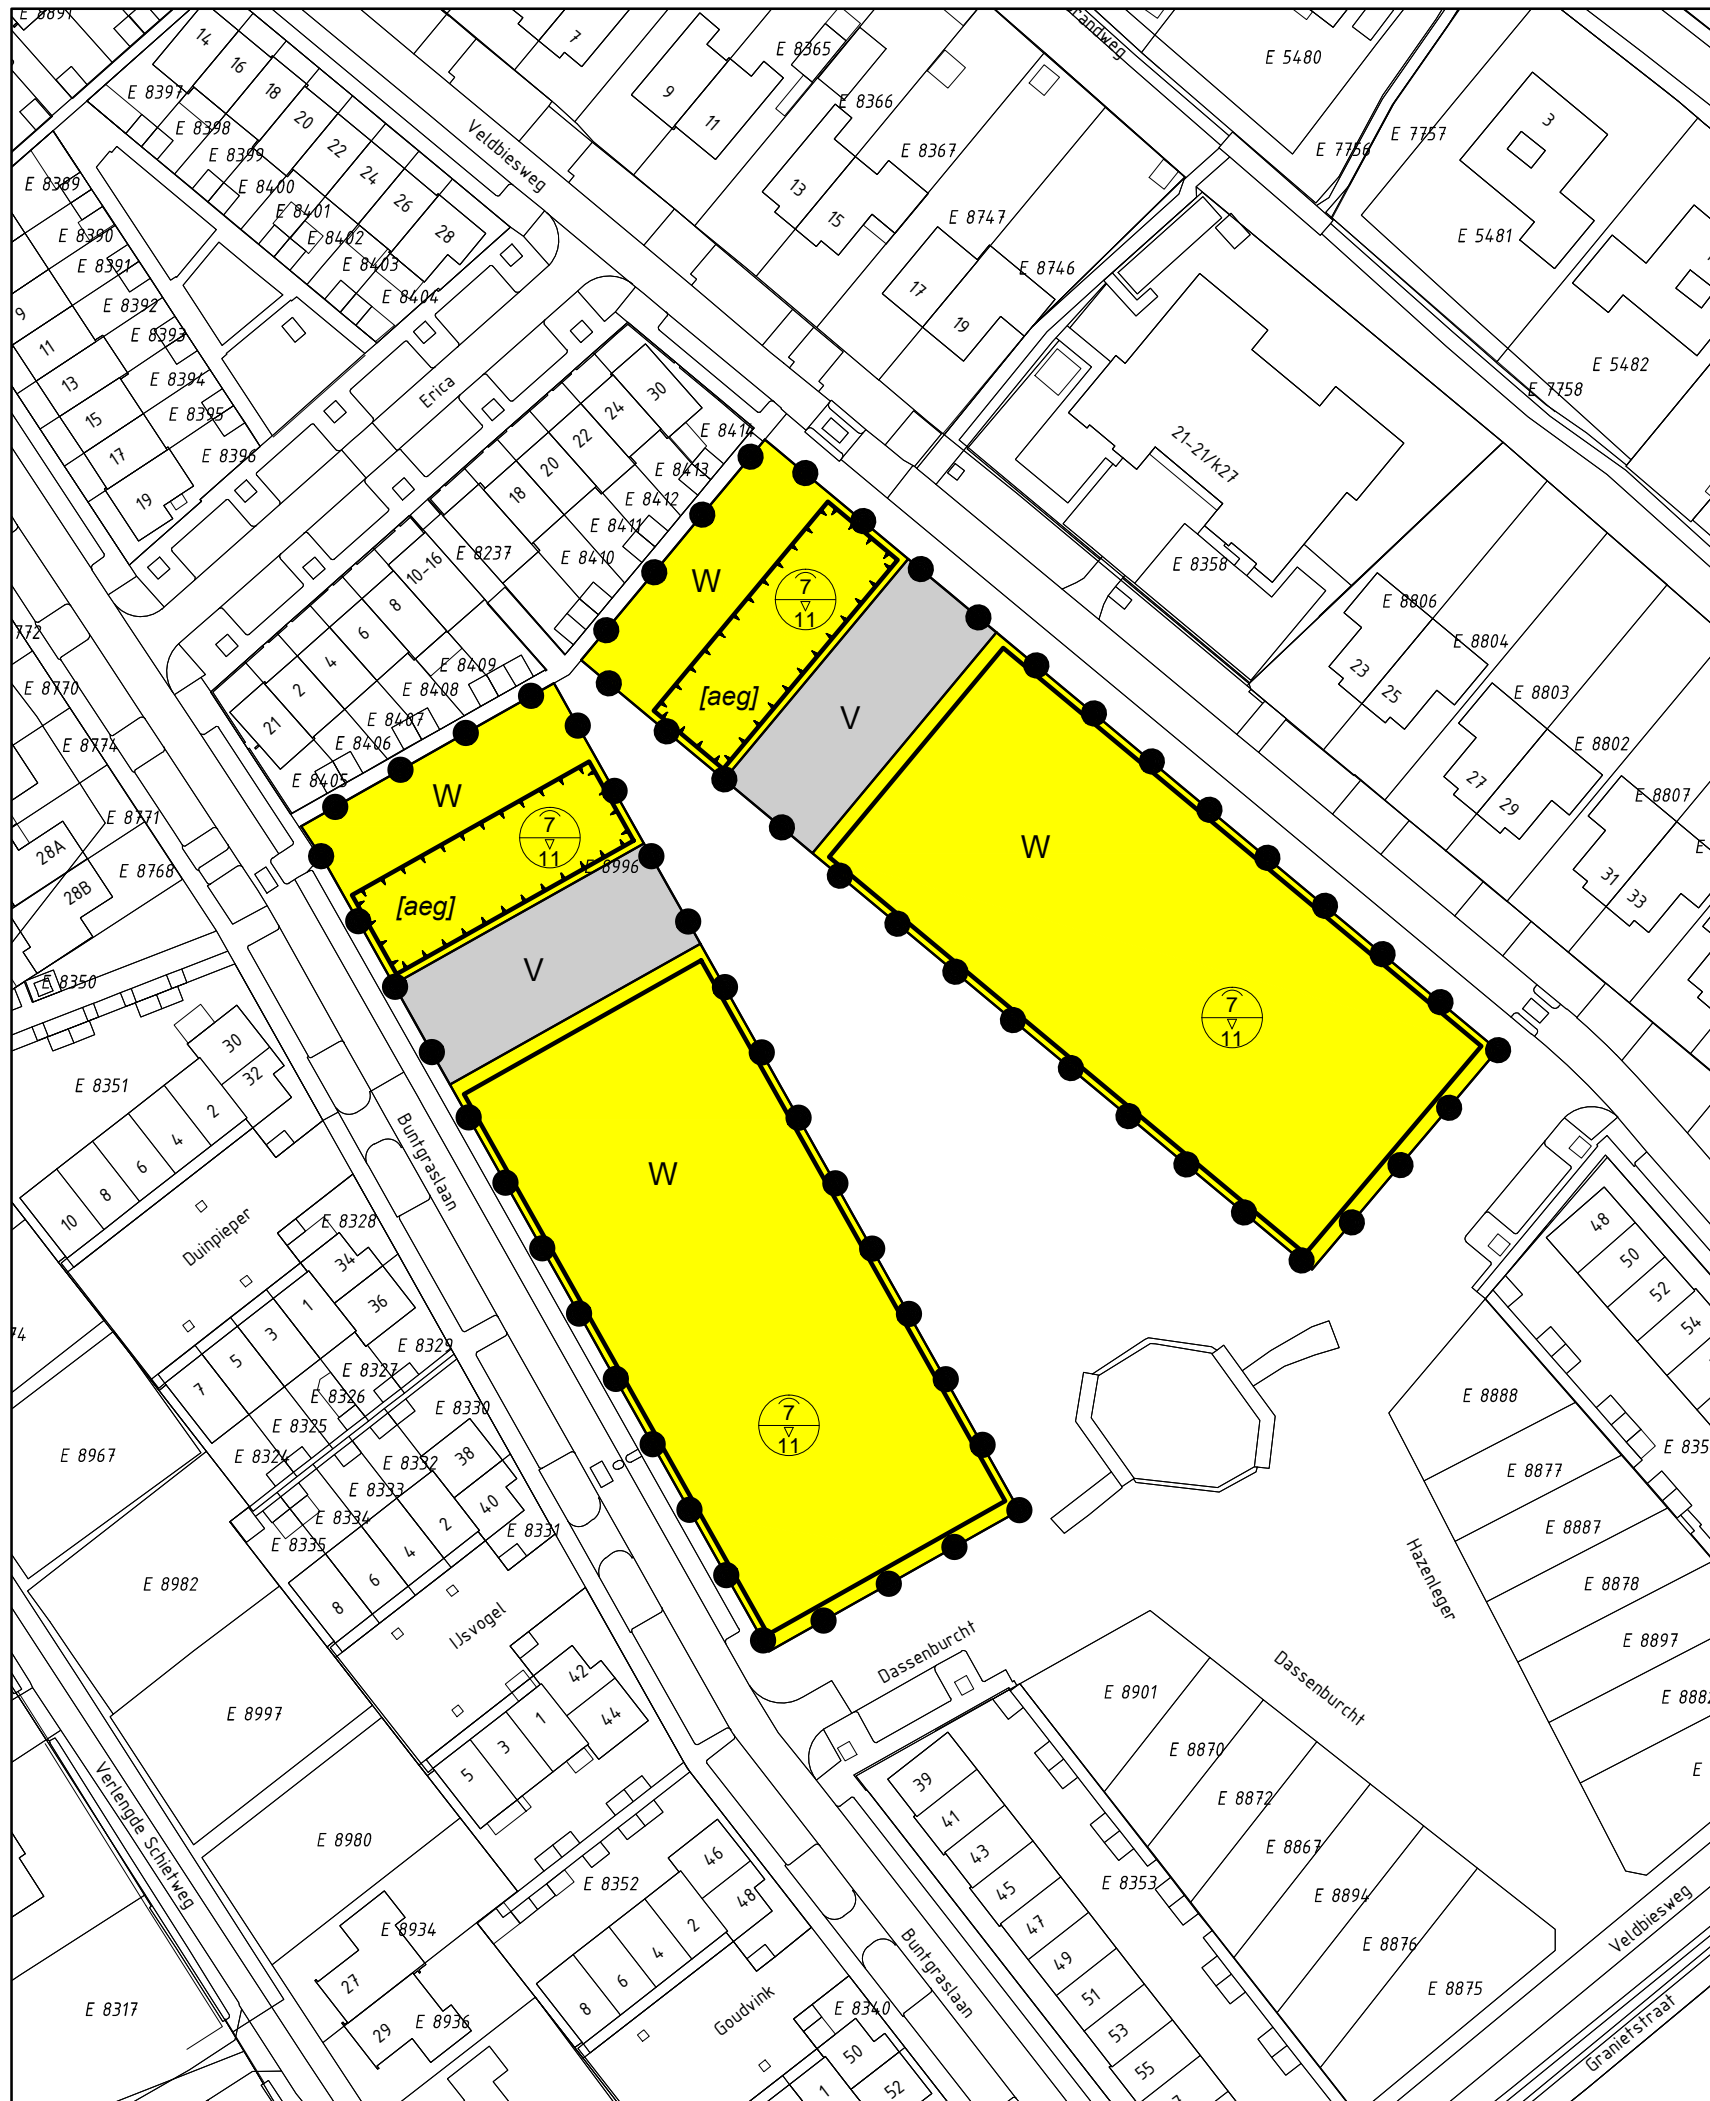 E 8891
14
16
18
20
22
24
26
28
E 8397
E 8398
E 8399
E 8400
E 8401
E 8402
E 8403
E 8404
E 8389
E 8390
E 8391
E 8392
E 8393
E 8394
E 8395
E 8396
9
11
13
15
17
19
Veldbiesweg
7
9
11
13
15
17
19
E 8365
E 8366
E 8367
E 8747
E 8746
E 5480
E 7756
E 7757
3
E 5481
E 5482
E 7758
21-21/k27
E 8358
E 8806
E 8804
23
25
E 8803
E 8802
27
29
E 8807
31
33
Erica
30
24
22
20
18
10-16
8
6
4
2
21
E 8414
E 8413
E 8412
E 8411
E 8410
E 8237
E 8409
E 8408
E 8407
E 8406
E 8405
W
7
11
[aeg]
V
W
7
11
W
7
11
[aeg]
E 8996
V
W
7
11
772
E 8770
E 8774
E 8771
28A
28B
E 8768
E 8350
E 8351
30
32
2
4
6
8
10
Buntgraslaan
Duinpieper
E 8328
34
36
1
3
5
7
E 8329
E 8327
E 8326
E 8325
E 8324
E 8330
E 8332
E 8333
E 8334
E 8335
E 8331
38
40
2
4
6
8
74
E 8967
E 8982
E 8997
E 8980
IJsvogel
42
44
1
3
5
Verlengde Schietweg
E 8317
E 8934
27
29
E 8936
E 8352
46
48
2
4
6
8
Goudvink
E 8340
50
52
1
Buntgraslaan
Dassenburcht
Dassenburcht
39
41
43
45
47
49
51
53
55
E 8353
E 8901
E 8870
E 8872
E 8867
E 8894
E 8876
E 8875
Hazenleger
48
50
52
54
E 8888
E 8877
E 8887
E 8878
E 8897
E 8882
E
Veldbiesweg
Granietstraat